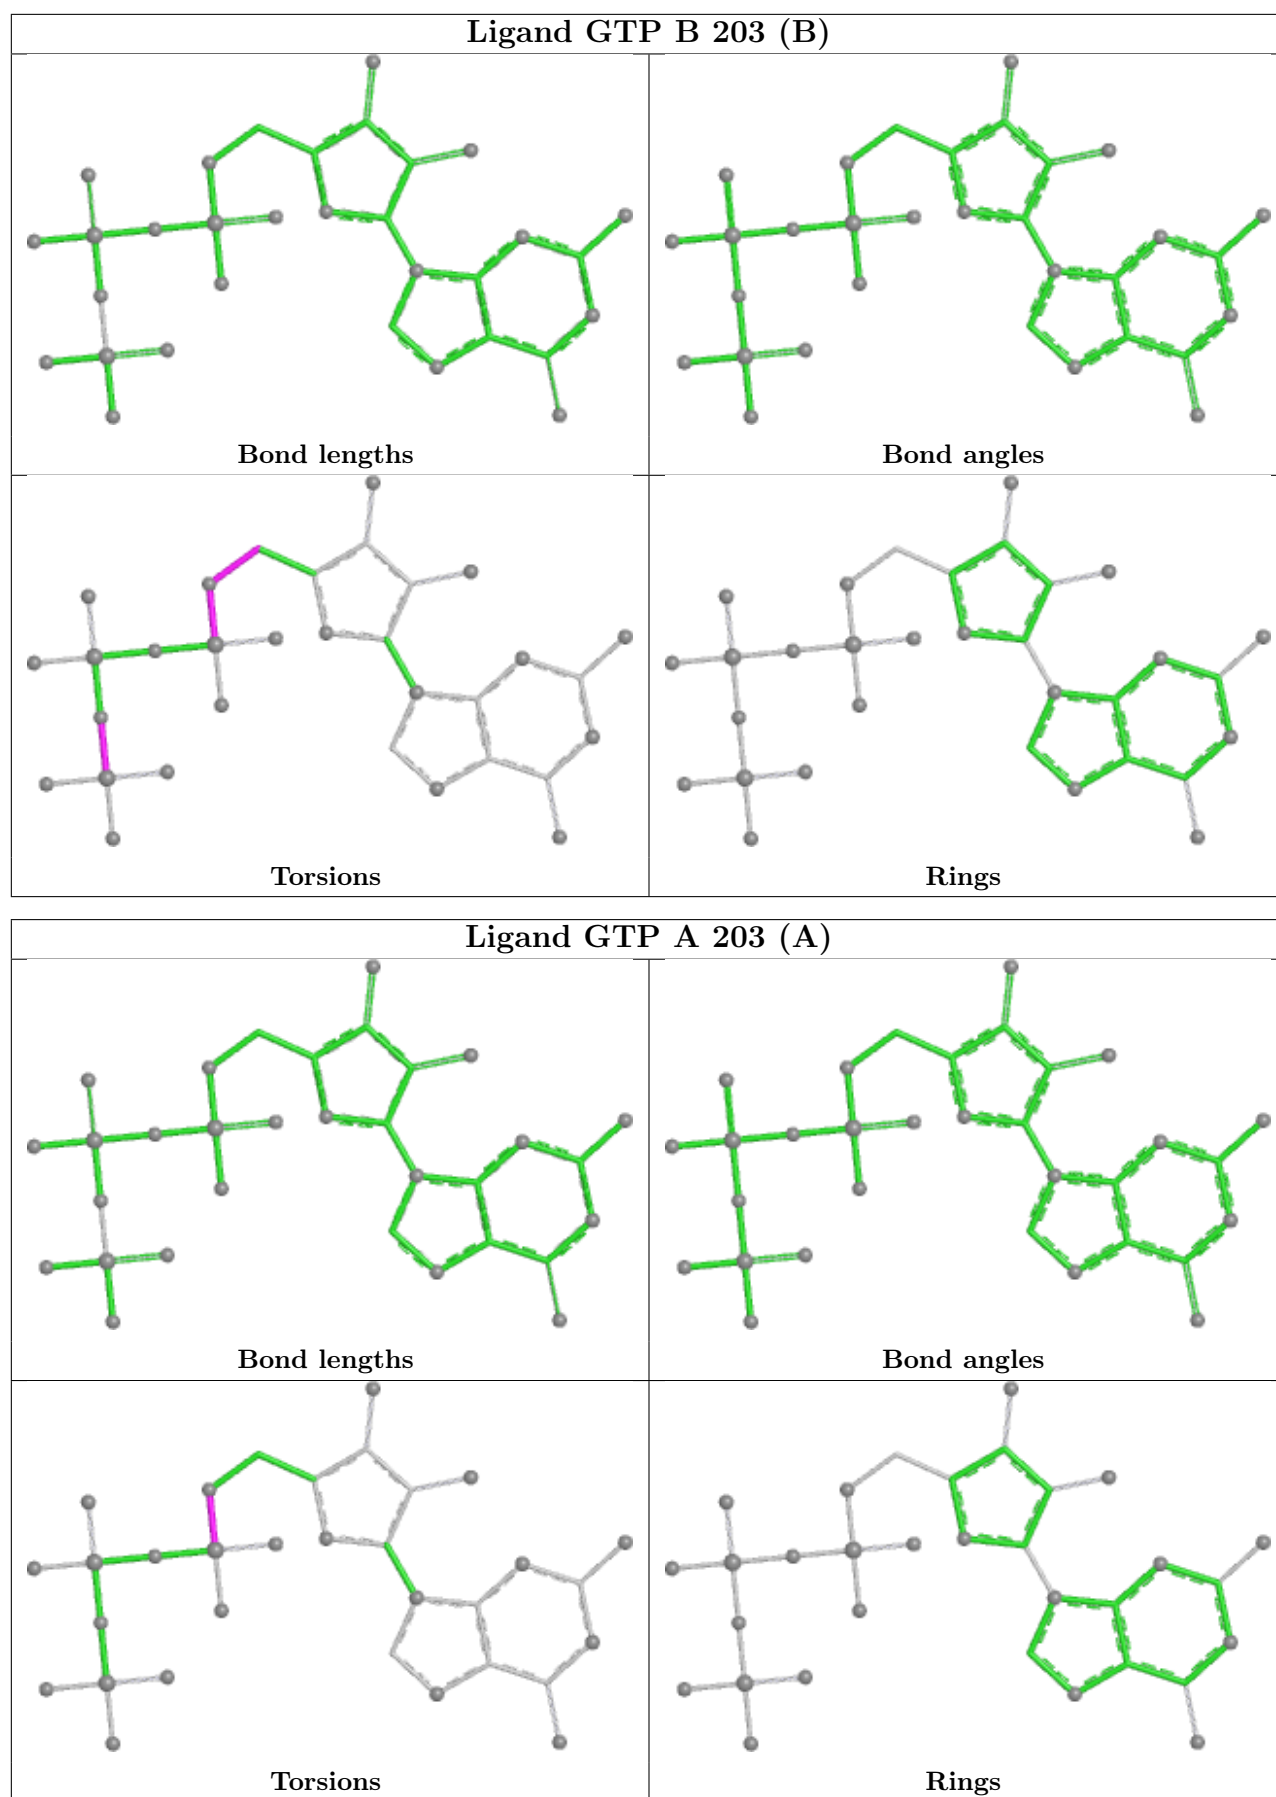 Ligand GTP B 203 (B)
Bond lengths
Bond angles
Torsions
Rings
Ligand GTP A 203 (A)
Bond lengths
Bond angles
Torsions
Rings